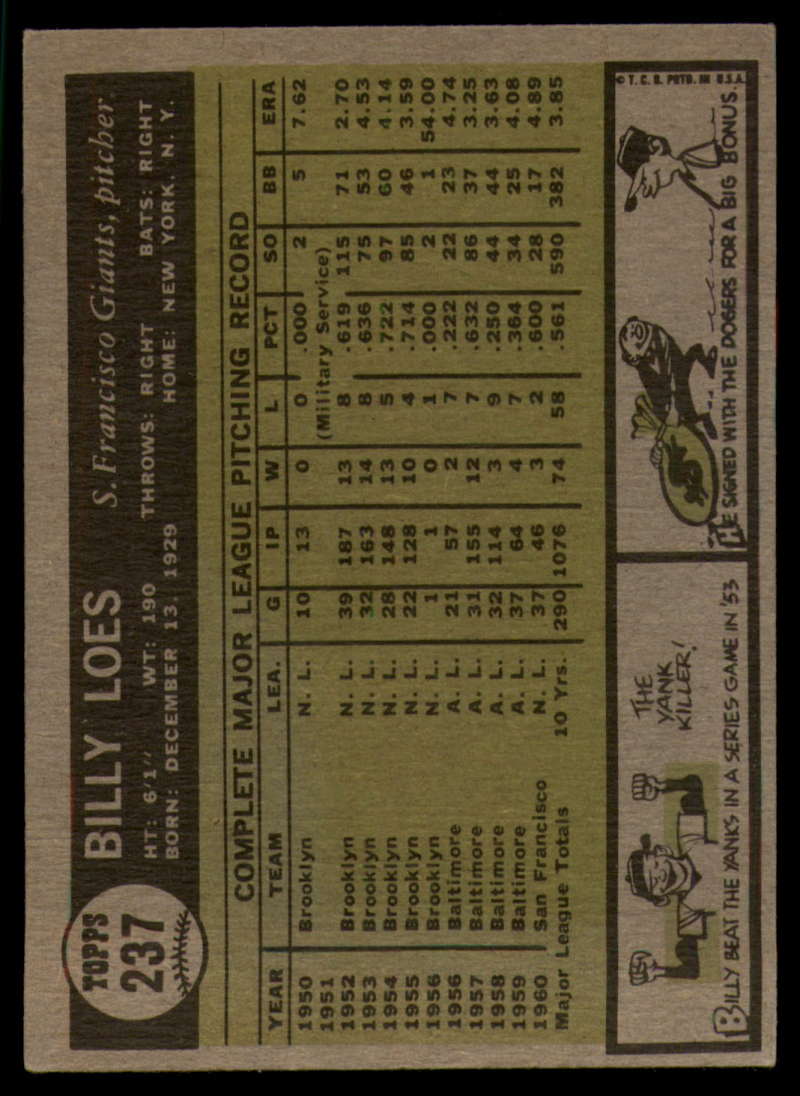 TOPPS
237
BILLY LOES S. Francisco Giants, pitcher
HT: 6'1" WT: 190 THROWS: RIGHT BATS: RIGHT
BORN: DECEMBER 13, 1929 HOME: NEW YORK, N. Y.
COMPLETE MAJOR LEAGUE PITCHING RECORD
YEAR TEAM LEA. G IP W L PCT SO BB ERA
1950 Brooklyn N. L. 10 13 0 0 .000 2 5 7.62
1951 (Military Service)
1952 Brooklyn N. L. 39 187 13 8 .619 115 71 2.70
1953 Brooklyn N. L. 32 163 14 8 .636 75 53 4.53
1954 Brooklyn N. L. 28 148 13 5 .722 97 60 4.14
1955 Brooklyn N. L. 22 128 10 4 .714 85 46 3.59
1956 Brooklyn N. L. 1 1 0 1 .000 2 1 54.00
1956 Baltimore A. L. 21 57 2 7 .222 22 23 4.74
1957 Baltimore A. L. 31 155 12 7 .632 86 37 3.25
1958 Baltimore A. L. 32 114 3 9 .250 44 44 3.63
1959 Baltimore A. L. 37 64 4 7 .364 34 25 4.08
1960 San Francisco N. L. 37 46 3 2 .600 28 17 4.89
Major League Totals 10 Yrs. 290 1076 74 58 .561 590 382 3.85
THE
YANK
KILLER!
BILLY BEAT THE YANKS IN A SERIES GAME IN '53
© T. C. G. PRTD. IN U.S.A.
HE SIGNED WITH THE DOGERS FOR A BIG BONUS.